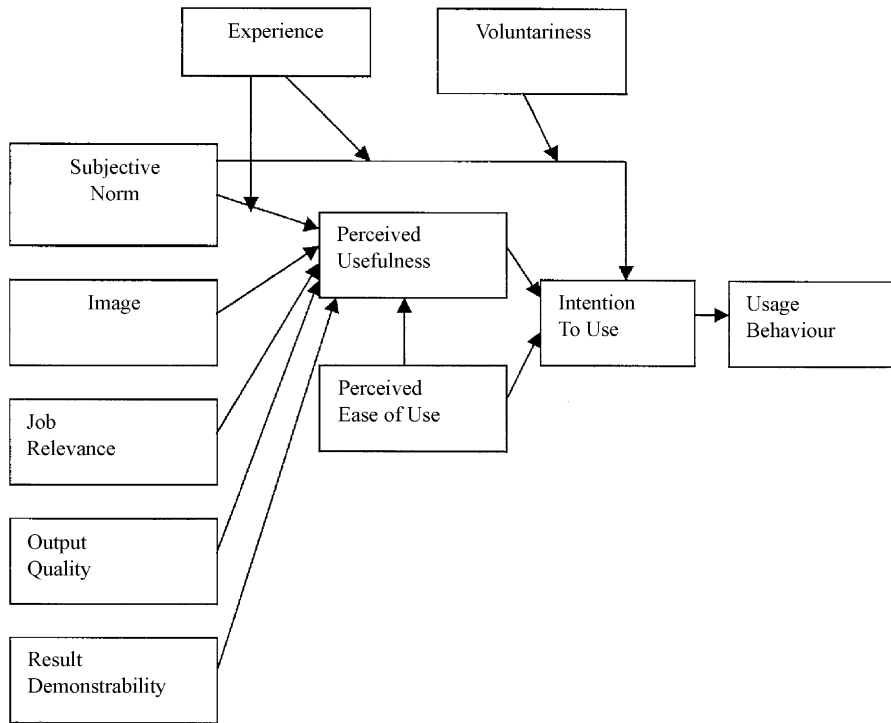 Experience
Voluntariness
Subjective
Norm
Perceived
Usefulness
Image
Intention
To Use
Usage
Behaviour
Perceived
Ease of Use
Job
Relevance
Output
Quality
Result
Demonstrability